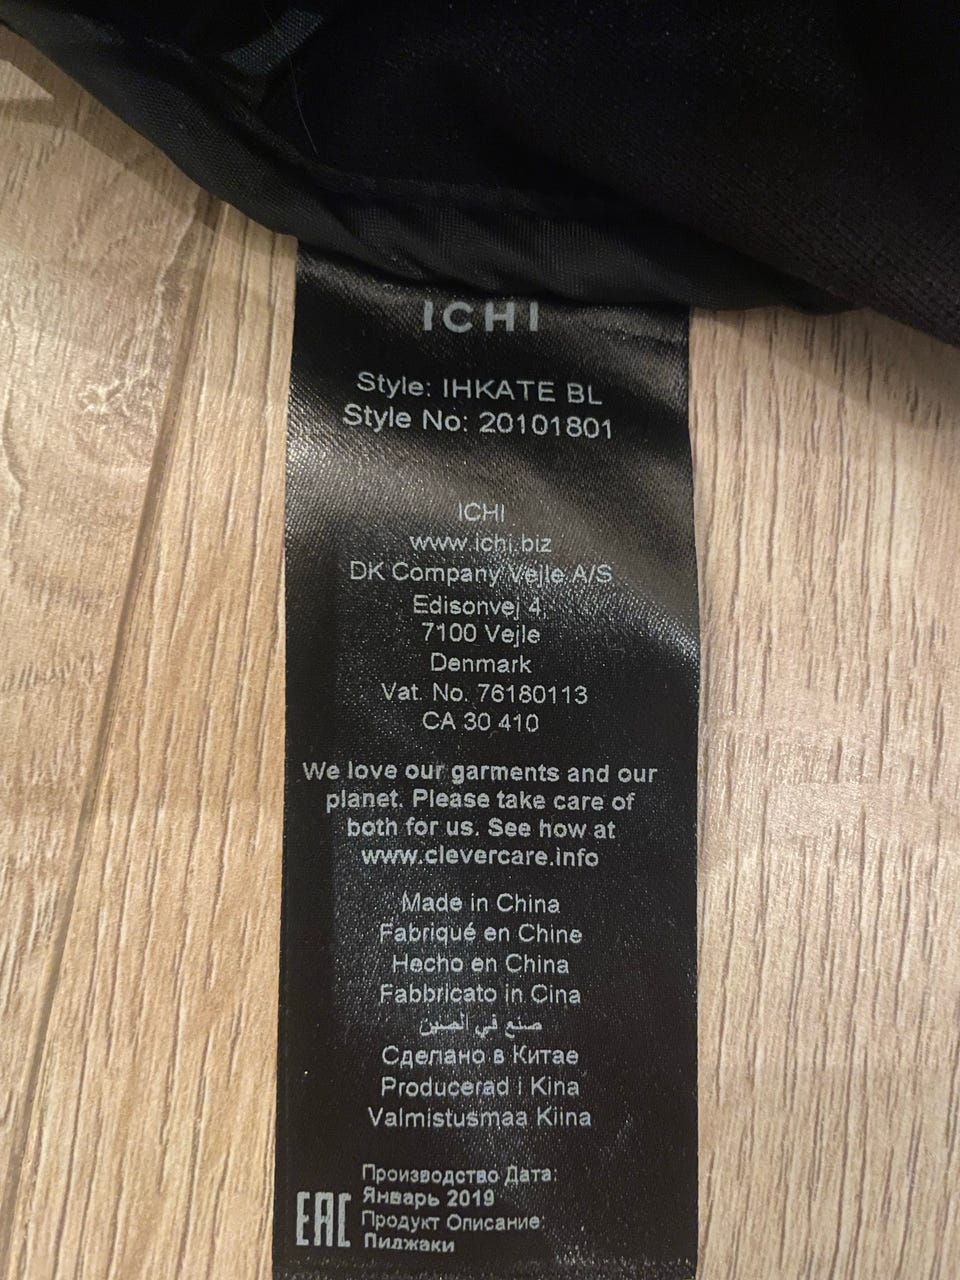 ICHI
Style: IHKATE BL
Style No: 20101801
ICHI
www.ichi.biz
DK Company Vejle A/S
Edisonvej 4
7100 Vejle
Denmark
Vat. No. 76180113
CA 30 410
We love our garments and our
planet. Please take care of
both for us. See how at
www.clevercare.info
Made in China
Fabriqué en Chine
Hecho en China
Fabbricato in Cina
صنع في الصين
Сделано в Китае
Producerad i Kina
Valmistusmaa Kiina
Производство Дата:
Январь 2019
EAC
Продукт Описание:
Пиджаки